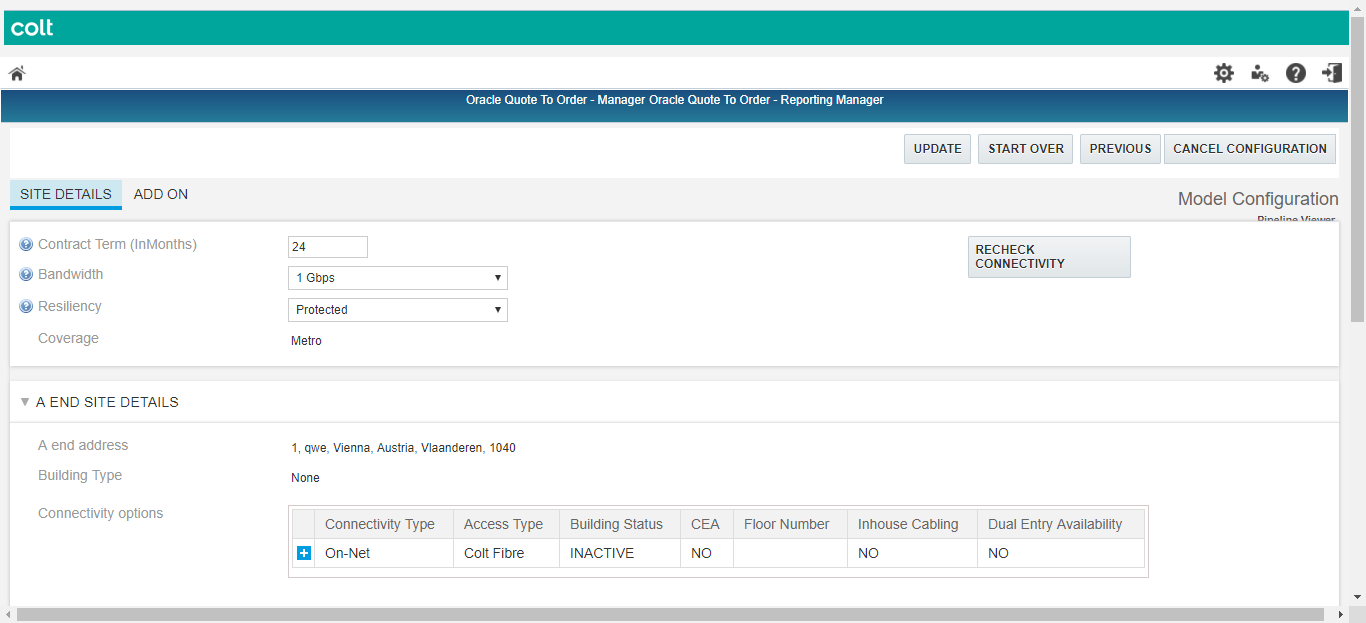 colt
Oracle Quote To Order - Manager Oracle Quote To Order - Reporting Manager
UPDATE START OVER PREVIOUS CANCEL CONFIGURATION
SITE DETAILS ADD ON
Model Configuration
Pipeline Viewer
Contract Term (InMonths) 24
RECHECK
CONNECTIVITY
Bandwidth 1 Gbps
Resiliency Protected
Coverage Metro
A END SITE DETAILS
A end address 1, qwe, Vienna, Austria, Vlaanderen, 1040
Building Type None
Connectivity options
Connectivity Type Access Type Building Status CEA Floor Number Inhouse Cabling Dual Entry Availability
On-Net Colt Fibre INACTIVE NO NO NO